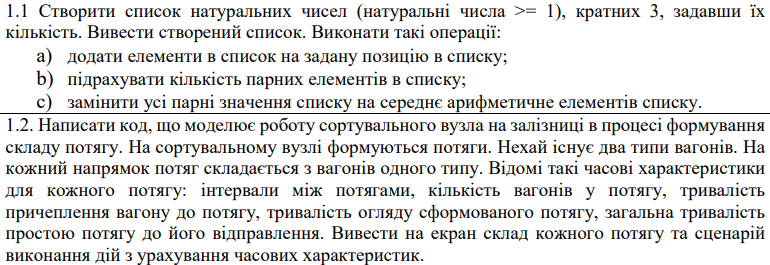 1.1 Створити список натуральних чисел (натуральні числа >= 1), кратних 3, задавши їх
кількість. Вивести створений список. Виконати такі операції:
a) додати елементи в список на задану позицію в списку;
b) підрахувати кількість парних елементів в списку;
c) замінити усі парні значення списку на середнє арифметичне елементів списку.
1.2. Написати код, що моделює роботу сортувального вузла на залізниці в процесі формування
складу потягу. На сортувальному вузлі формуються потяги. Нехай існує два типи вагонів. На
кожний напрямок потяг складається з вагонів одного типу. Відомі такі часові характеристики
для кожного потягу: інтервали між потягами, кількість вагонів у потягу, тривалість
причеплення вагону до потягу, тривалість огляду сформованого потягу, загальна тривалість
простою потягу до його відправлення. Вивести на екран склад кожного потягу та сценарій
виконання дій з урахування часових характеристик.